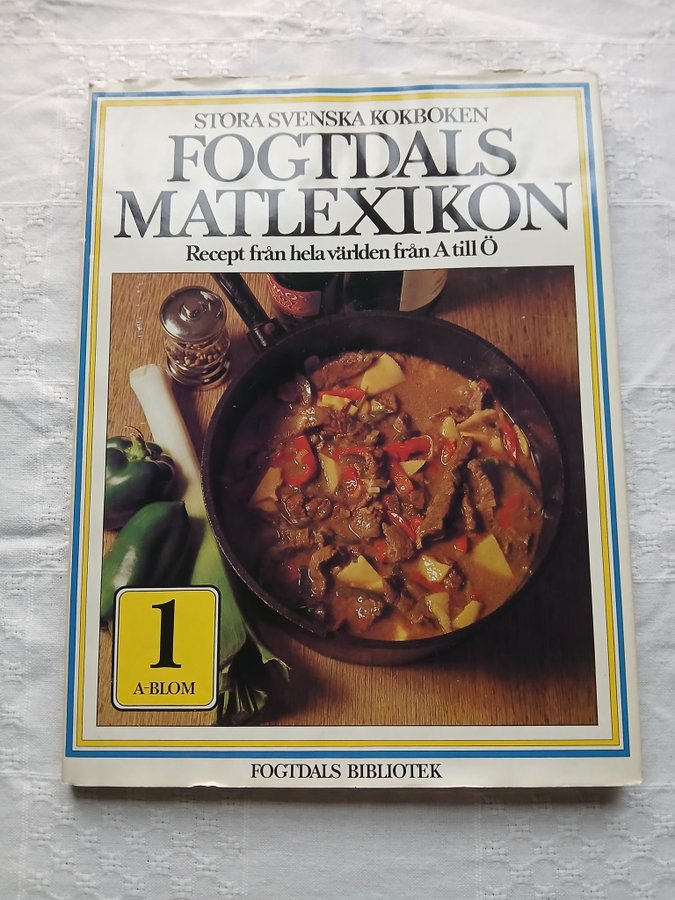 STORA SVENSKA KOKBOKEN
FOGTDALS
MATLEXIKON
Recept från hela världen från A till Ö
1
A-BLOM
FOGTDALS BIBLIOTEK